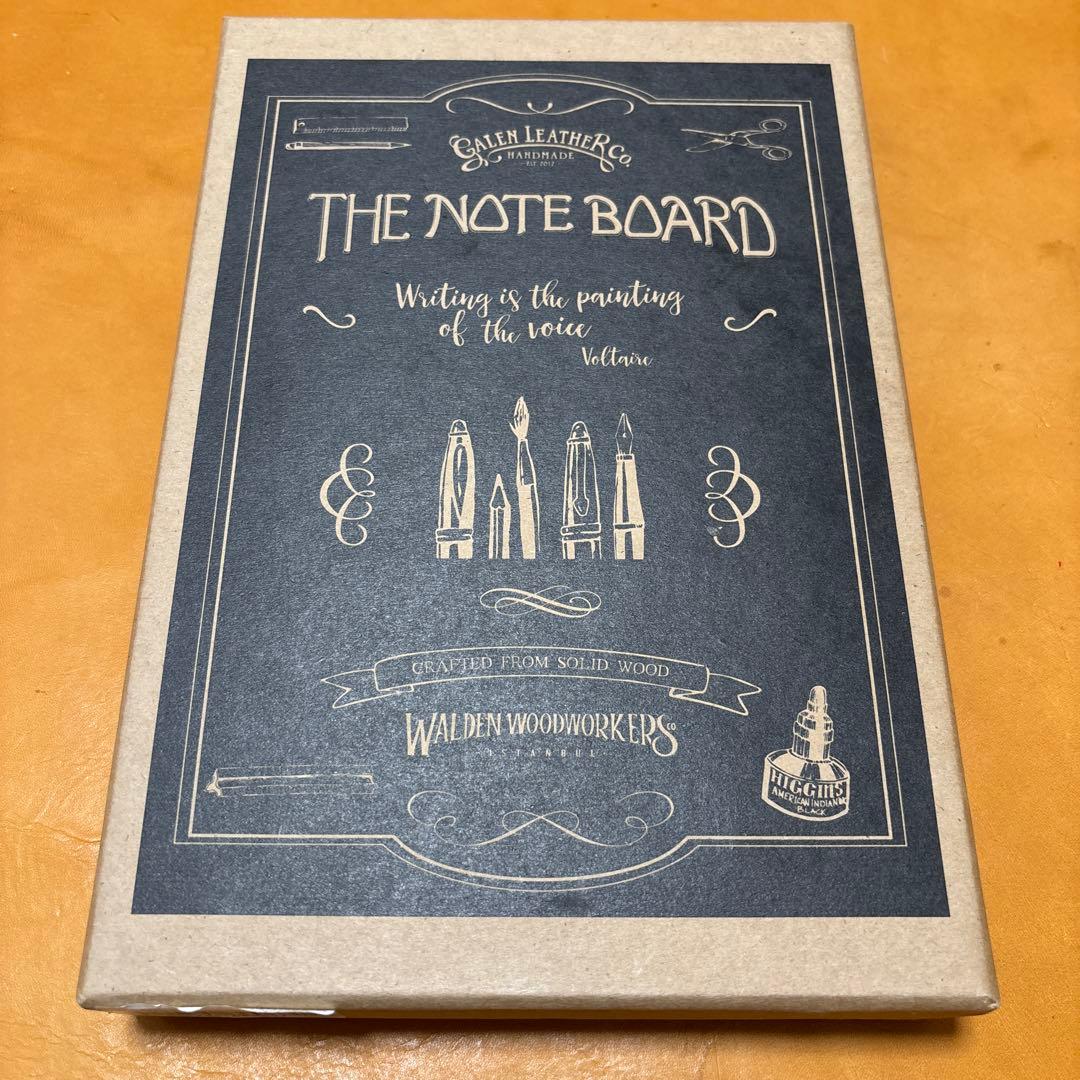 GALEN LEATHER CO.
HANDMADE
EST. 2012
THE NOTE BOARD
Writing is the painting
of the voice
Voltaire
CRAFTED FROM SOLID WOOD
WALDEN WOODWORKERS CO
ISTANBUL
HIGGINS
AMERICAN INDIAN INK
BLACK